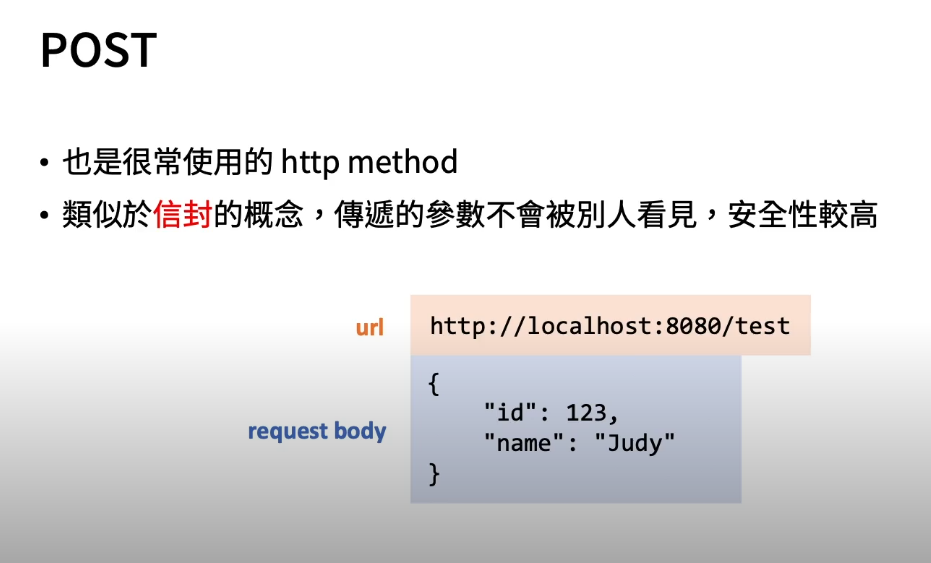 POST
• 也是很常使用的 http method
• 類似於信封的概念，傳遞的參數不會被別人看見，安全性較高
url
http://localhost:8080/test
request body
{
"id": 123,
"name": "Judy"
}